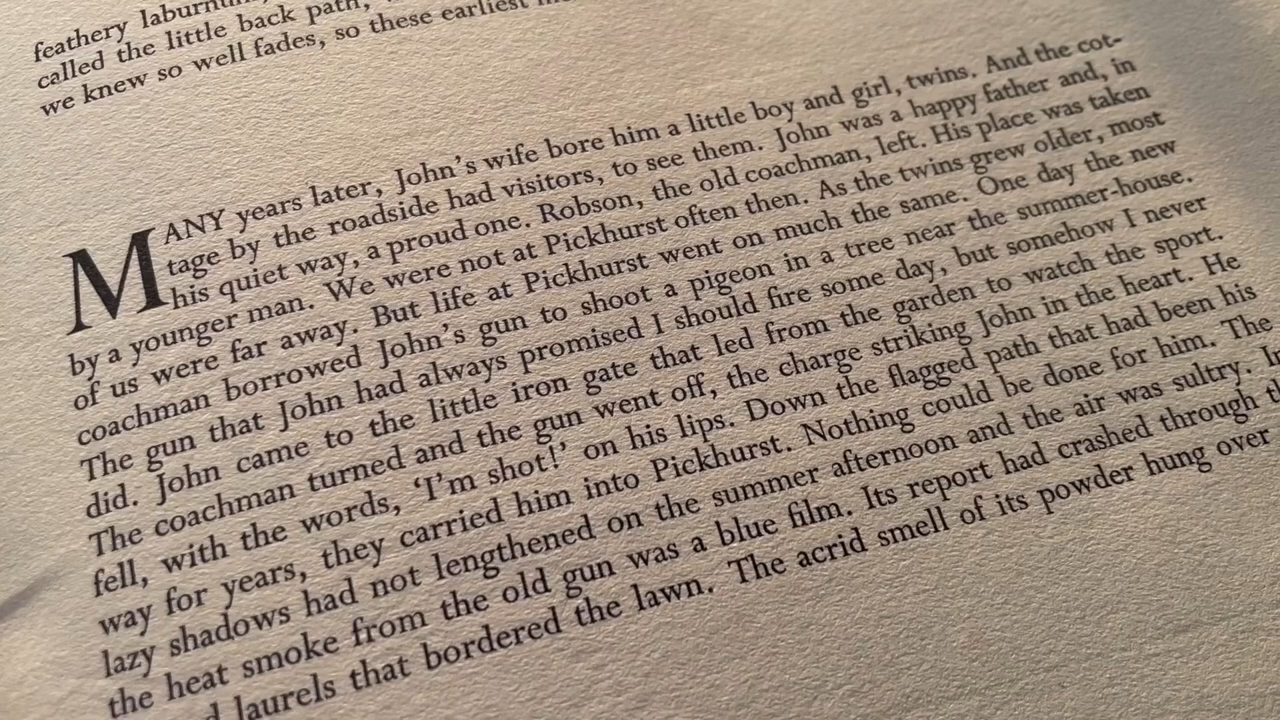 feathery
called the little back path,
we knew so well fades, so these earliest
MANY years later, John's wife bore him a little boy and girl, twins. And the cot-
tage by the roadside had visitors, to see them. John was a happy father and, in
his quiet way, a proud one. Robson, the old coachman, left. His place was taken
by a younger man. We were not at Pickhurst often then. As the twins grew older, most
of us were far away. But life at Pickhurst went on much the same. One day the new
coachman borrowed John's gun to shoot a pigeon in a tree near the summer-house.
The gun that John had always promised I should fire some day, but somehow I never
did. John came to the little iron gate that led from the garden to watch the sport.
The coachman turned and the gun went off, the charge striking John in the heart. He
fell, with the words, ‘I'm shot!’ on his lips. Down the flagged path that had been his
way for years, they carried him into Pickhurst. Nothing could be done for him. The
lazy shadows had not lengthened on the summer afternoon and the air was sultry. In
the heat smoke from the old gun was a blue film. Its report had crashed through
laurels that bordered the lawn. The acrid smell of its powder hung over